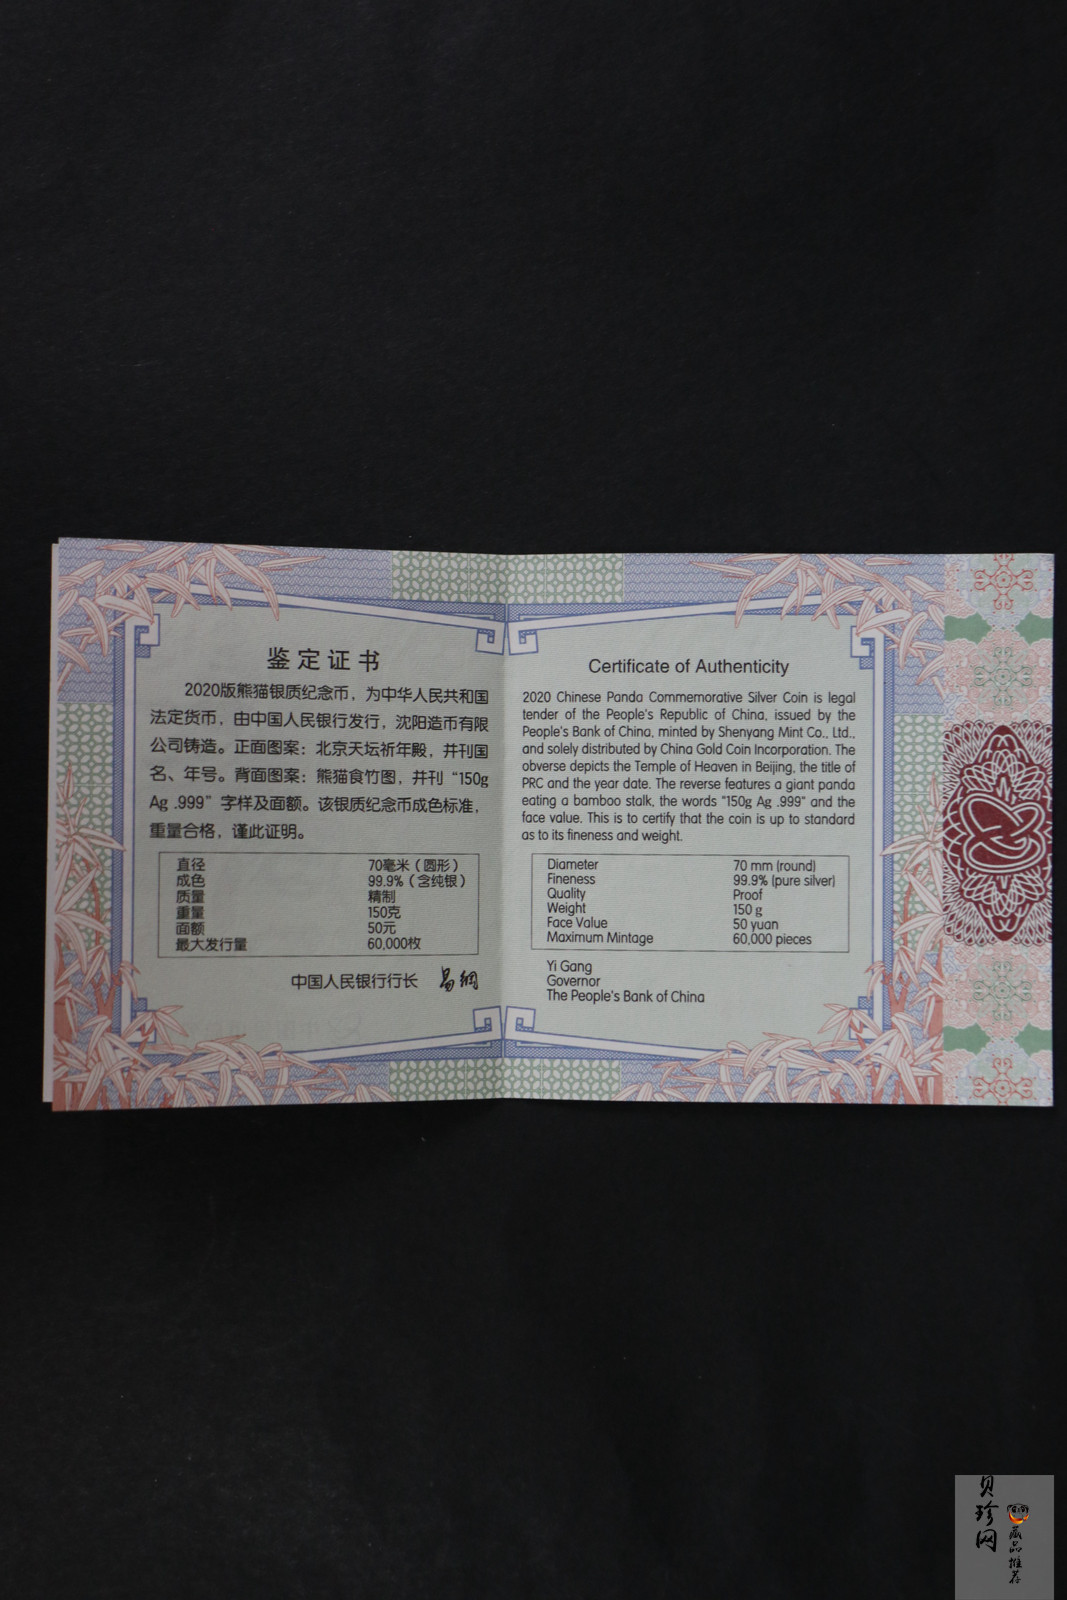 鉴定证书
2020版熊猫银质纪念币，为中华人民共和国
法定货币，由中国人民银行发行，沈阳造币有限
公司铸造。正面图案：北京天坛祈年殿，并刊国
名、年号。背面图案：熊猫食竹图，并刊“150g
Ag .999”字样及面额。该银质纪念币成色标准，
重量合格，谨此证明。
直径 70毫米（圆形）
成色 99.9%（含纯银）
质量 精制
重量 150克
面额 50元
最大发行量 60,000枚
中国人民银行行长 易纲
Certificate of Authenticity
2020 Chinese Panda Commemorative Silver Coin is legal
tender of the People's Republic of China, issued by the
People's Bank of China, minted by Shenyang Mint Co., Ltd.,
and solely distributed by China Gold Coin Incorporation. The
obverse depicts the Temple of Heaven in Beijing, the title of
PRC and the year date. The reverse features a giant panda
eating a bamboo stalk, the words “150g Ag .999” and the
face value. This is to certify that the coin is up to standard
as to its fineness and weight.
Diameter 70 mm (round)
Fineness 99.9% (pure silver)
Quality Proof
Weight 150 g
Face Value 50 yuan
Maximum Mintage 60,000 pieces
Yi Gang
Governor
The People's Bank of China
贝珍网
藏品推荐